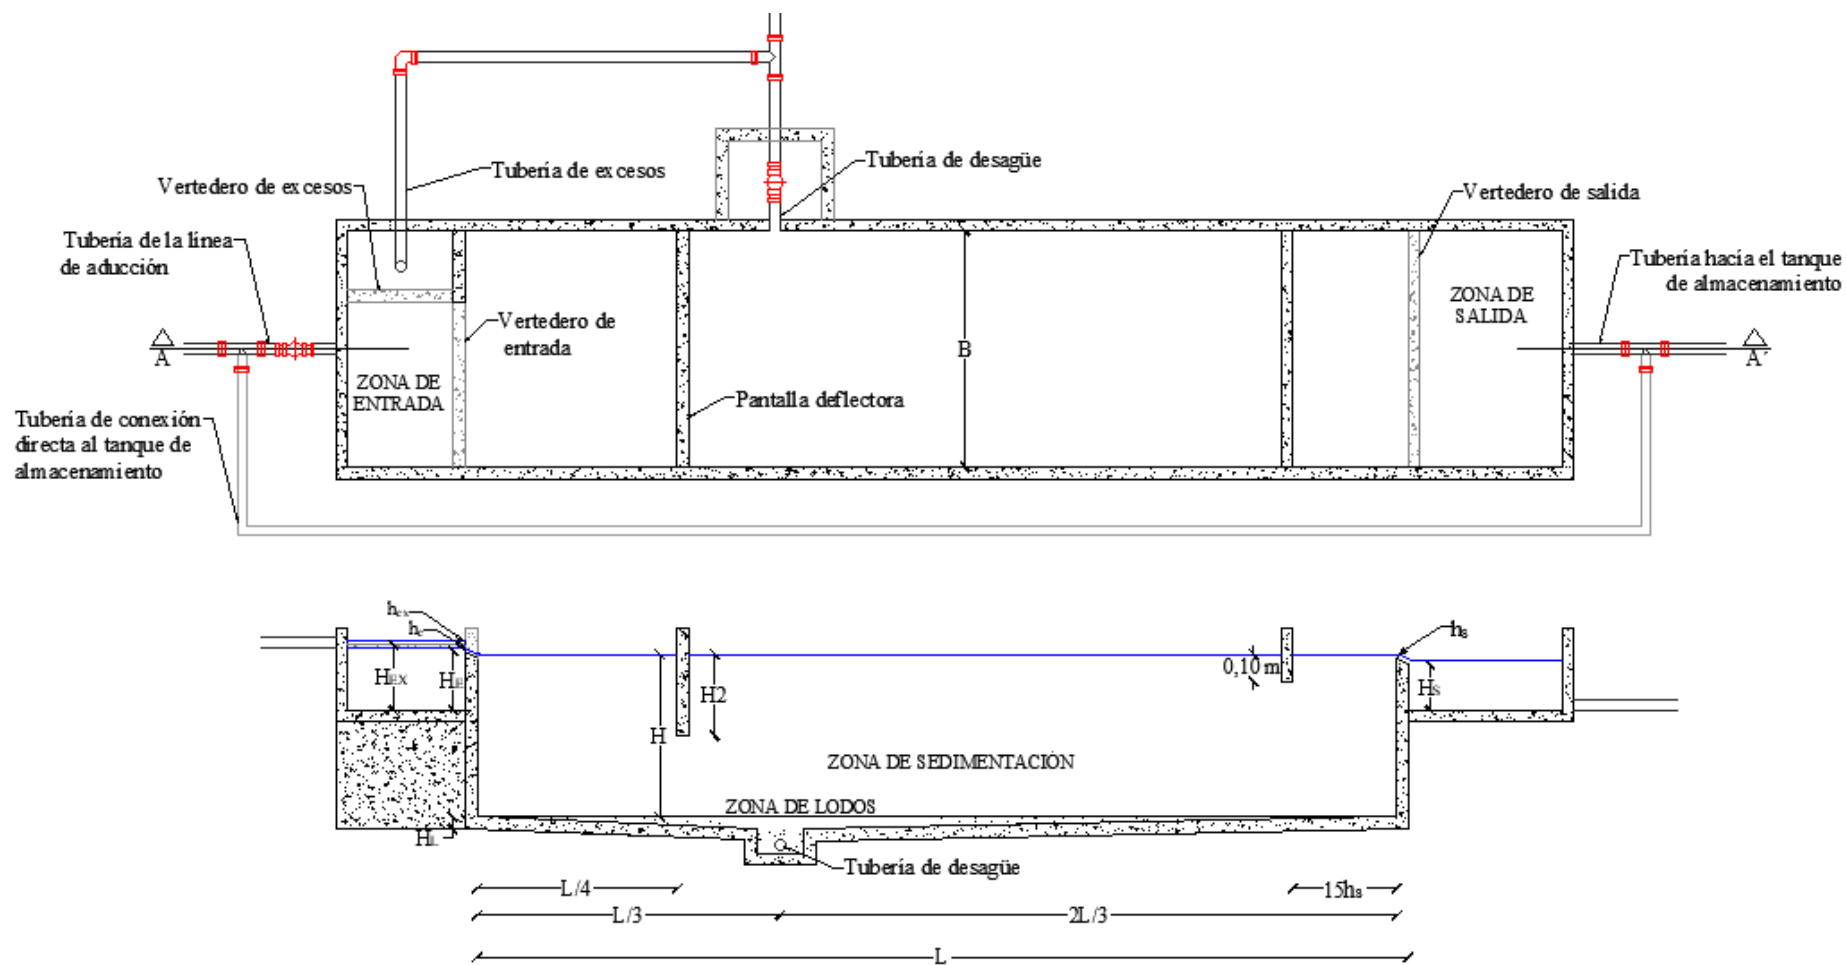 Tubería de excesos
Tubería de desagüe
Vertedero de excesos
Vertedero de salida
Tubería de la línea
de aducción
Tubería hacía el tanque
de almacenamiento
ZONA DE
SALIDA
Vertedero de
entrada
B
A
A´
ZONA DE
ENTRADA
Pantalla deflectora
Tubería de conexión
directa al tanque de
almacenamiento
hex
he
hs
0,10 m
HEX
HE
H2
HS
H
ZONA DE SEDIMENTACIÓN
ZONA DE LODOS
HL
Tubería de desagüe
L/4
15hs
L/3
2L/3
L